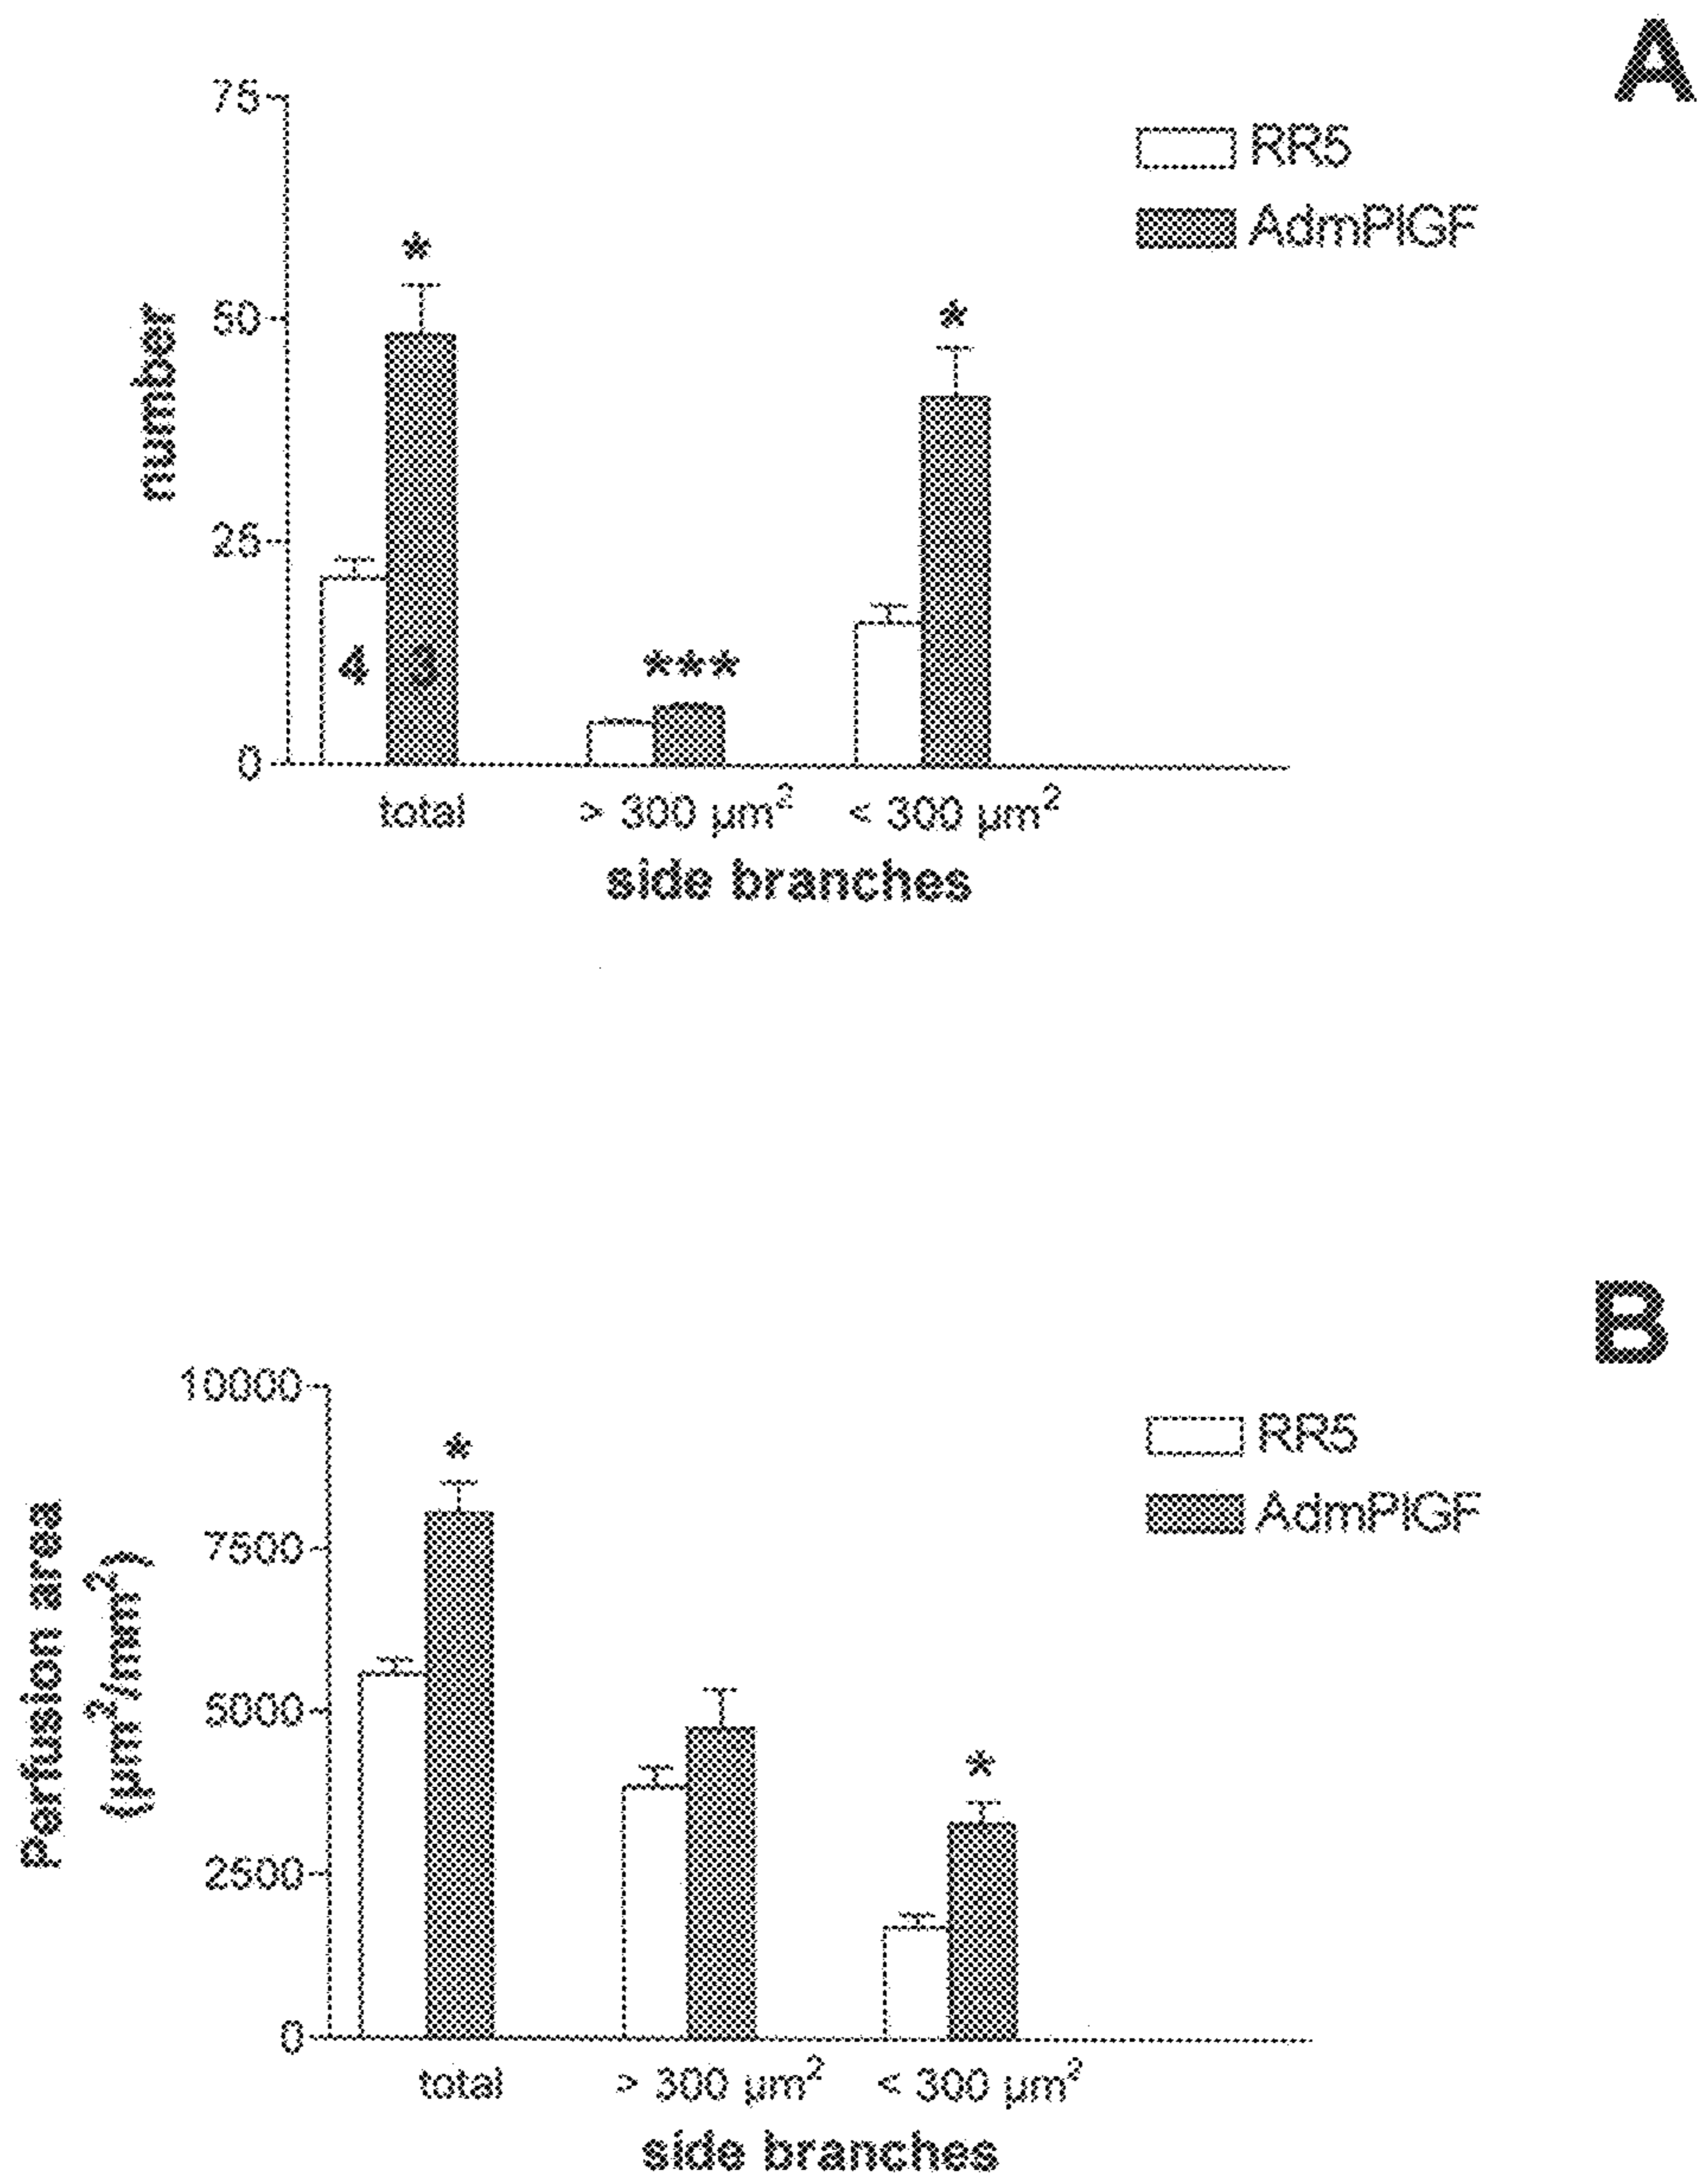 A
75
50
25
0
number
RR5
AdmPlGF
*
*
***
4 3
total > 300 µm² < 300 µm²
side branches
B
10000
7500
5000
2500
0
Perfusion area
(µm²/mm²)
RR5
AdmPlGF
*
*
total > 300 µm² < 300 µm²
side branches